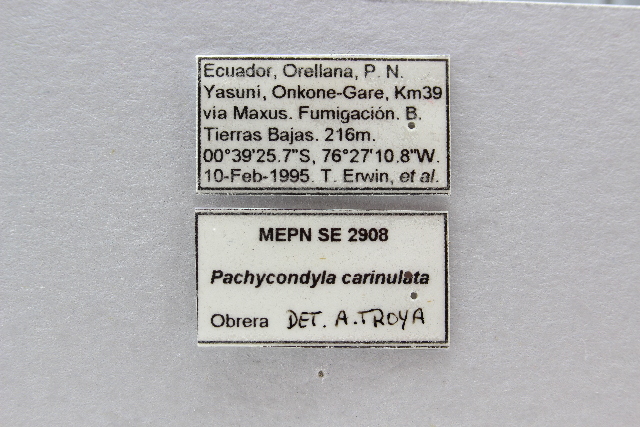 Ecuador, Orellana, P. N.
Yasuni, Onkone-Gare, Km39
via Maxus. Fumigación. B.
Tierras Bajas. 216m.
00°39'25.7"S, 76°27'10.8"W.
10-Feb-1995. T. Erwin, et al.
MEPN SE 2908
Pachycondyla carinulata
Obrera DET. A. TROYA